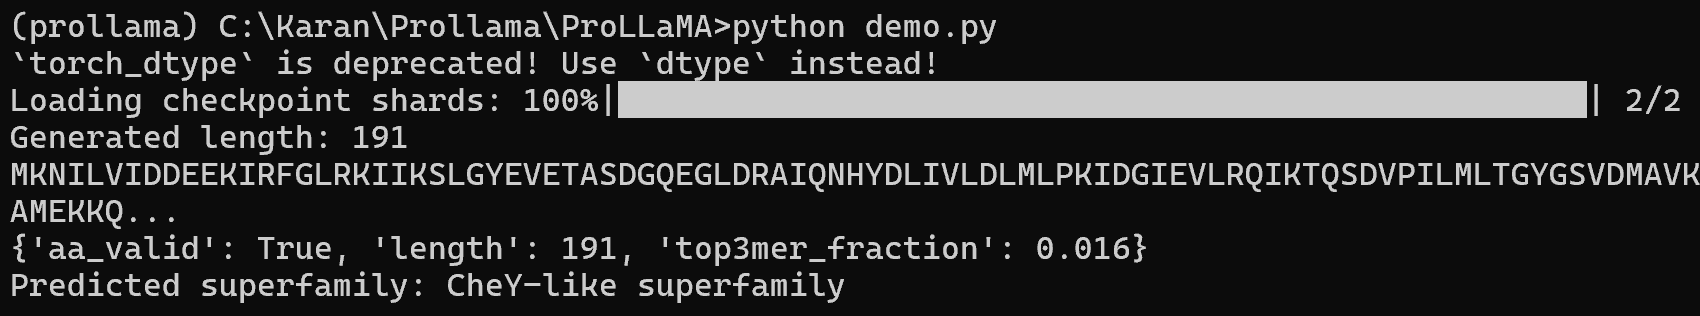 (prollama) C:\Karan\Prollama\ProLLaMA>python demo.py
`torch_dtype` is deprecated! Use `dtype` instead!
Loading checkpoint shards: 100%|██████████| 2/2
Generated length: 191
MKNILVIDDEEKIRFGLRKIIKSLGYEVETASDGQEGLDRAIQNHYDLIVLDLMLPKIDGIEVLRQIKTQSDVPILMLTGYGSVDMAVK
AMEKKQ...
{'aa_valid': True, 'length': 191, 'top3mer_fraction': 0.016}
Predicted superfamily: CheY-like superfamily